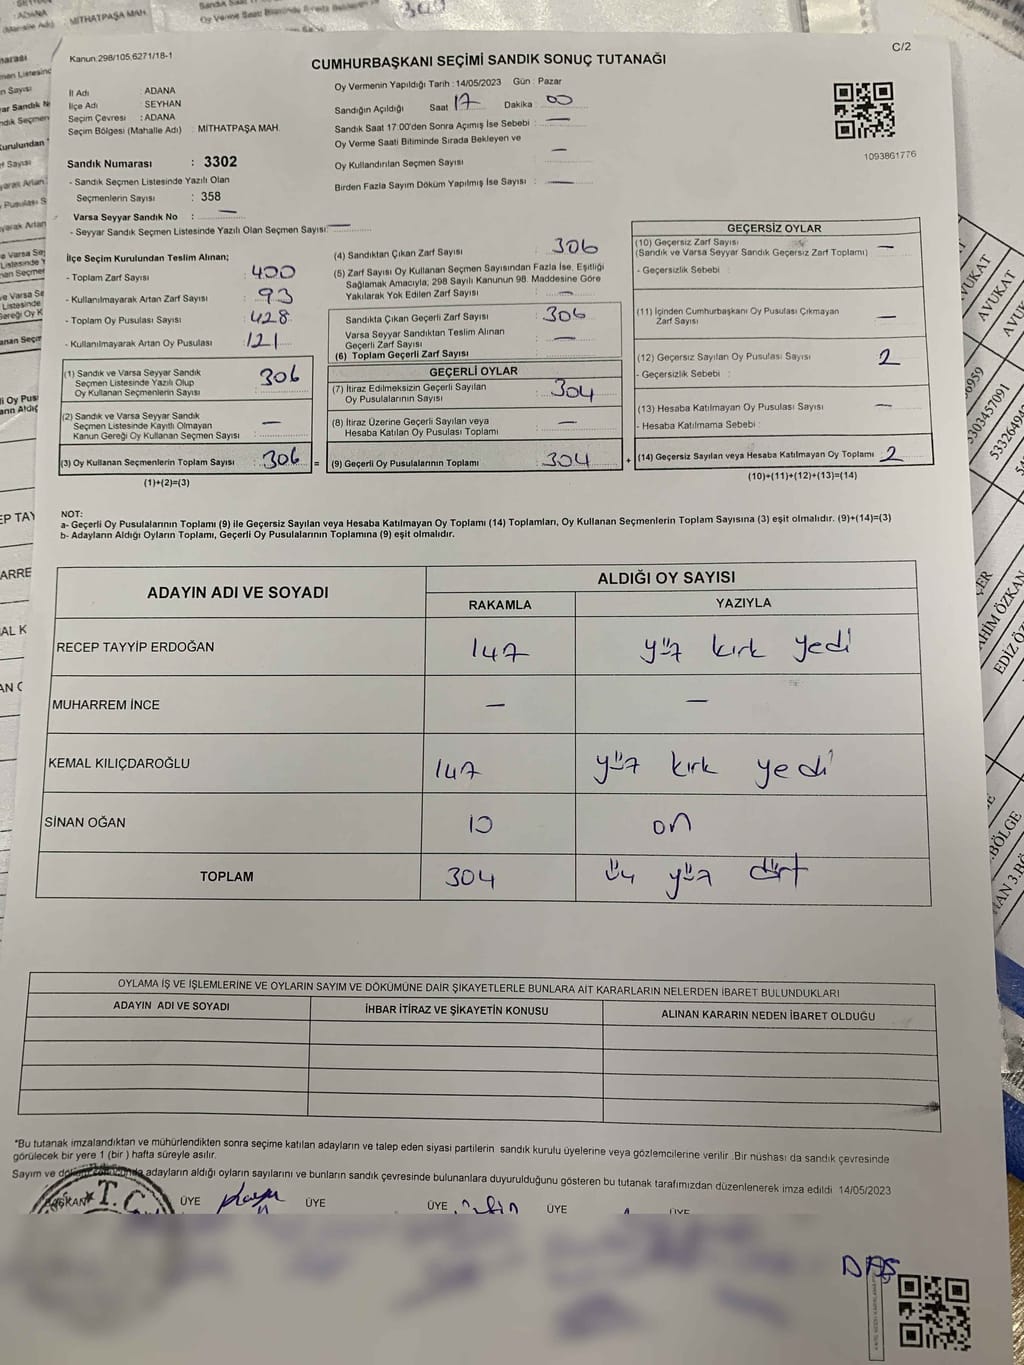 C/2
Kanun:298/105,6271/18-1
CUMHURBAŞKANI SEÇİMİ SANDIK SONUÇ TUTANAĞI
İl Adı : ADANA
İlçe Adı : SEYHAN
Seçim Çevresi : ADANA
Seçim Bölgesi (Mahalle Adı) : MİTHATPAŞA MAH.
Sandık Numarası : 3302
- Sandık Seçmen Listesinde Yazılı Olan
Seçmenlerin Sayısı : 358
Varsa Seyyar Sandık No : —
- Seyyar Sandık Seçmen Listesinde Yazılı Olan Seçmen Sayısı: —
Oy Vermenin Yapıldığı Tarih : 14/05/2023 Gün : Pazar
Sandığın Açıldığı Saat 17 Dakika 00
Sandık Saat 17:00'den Sonra Açımış İse Sebebi : —
Oy Verme Saati Bitiminde Sırada Bekleyen ve
Oy Kullandırılan Seçmen Sayısı : —
Birden Fazla Sayım Döküm Yapılmış İse Sayısı : —
1093861776
İlçe Seçim Kurulundan Teslim Alınan;
- Toplam Zarf Sayısı : 400
- Kullanılmayarak Artan Zarf Sayısı : 93
- Toplam Oy Pusulası Sayısı : 428
- Kullanılmayarak Artan Oy Pusulası : 121
(1) Sandık ve Varsa Seyyar Sandık
Seçmen Listesinde Yazılı Olup
Oy Kullanan Seçmenlerin Sayısı : 306
(2) Sandık ve Varsa Seyyar Sandık
Seçmen Listesinde Kayıtlı Olmayan
Kanun Gereği Oy Kullanan Seçmen Sayısı : —
(3) Oy Kullanan Seçmenlerin Toplam Sayısı : 306
(1)+(2)=(3)
(4) Sandıktan Çıkan Zarf Sayısı : 306
(5) Zarf Sayısı Oy Kullanan Seçmen Sayısından Fazla İse, Eşitliği
Sağlamak Amacıyla, 298 Sayılı Kanunun 98. Maddesine Göre
Yakılarak Yok Edilen Zarf Sayısı : —
Sandıkta Çıkan Geçerli Zarf Sayısı : 306
Varsa Seyyar Sandıktan Teslim Alınan
Geçerli Zarf Sayısı : —
(6) Toplam Geçerli Zarf Sayısı
GEÇERLİ OYLAR
(7) İtiraz Edilmeksizin Geçerli Sayılan
Oy Pusulalarının Sayısı : 304
(8) İtiraz Üzerine Geçerli Sayılan veya
Hesaba Katılan Oy Pusulası Toplamı : —
= (9) Geçerli Oy Pusulalarının Toplamı : 304
GEÇERSİZ OYLAR
(10) Geçersiz Zarf Sayısı : —
(Sandık ve Varsa Seyyar Sandık Geçersiz Zarf Toplamı)
- Geçersizlik Sebebi :
(11) İçinden Cumhurbaşkanı Oy Pusulası Çıkmayan
Zarf Sayısı : —
(12) Geçersiz Sayılan Oy Pusulası Sayısı : 2
- Geçersizlik Sebebi :
(13) Hesaba Katılmayan Oy Pusulası Sayısı : —
- Hesaba Katılmama Sebebi :
+ (14) Geçersiz Sayılan veya Hesaba Katılmayan Oy Toplamı : 2
(10)+(11)+(12)+(13)=(14)
NOT:
a- Geçerli Oy Pusulalarının Toplamı (9) ile Geçersiz Sayılan veya Hesaba Katılmayan Oy Toplamı (14) Toplamları, Oy Kullanan Seçmenlerin Toplam Sayısına (3) eşit olmalıdır. (9)+(14)=(3)
b- Adayların Aldığı Oyların Toplamı, Geçerli Oy Pusulalarının Toplamına (9) eşit olmalıdır.
ADAYIN ADI VE SOYADI ALDIĞI OY SAYISI
RAKAMLA YAZIYLA
RECEP TAYYİP ERDOĞAN 147 yüz kırk yedi
MUHARREM İNCE — —
KEMAL KILIÇDAROĞLU 147 yüz kırk yedi
SİNAN OĞAN 10 on
TOPLAM 304 üç yüz dört
OYLAMA İŞ VE İŞLEMLERİNE VE OYLARIN SAYIM VE DÖKÜMÜNE DAİR ŞİKAYETLERLE BUNLARA AİT KARARLARIN NELERDEN İBARET BULUNDUKLARI
ADAYIN ADI VE SOYADI İHBAR İTİRAZ VE ŞİKAYETİN KONUSU ALINAN KARARIN NEDEN İBARET OLDUĞU
*Bu tutanak imzalandıktan ve mühürlendikten sonra seçime katılan adayların ve talep eden siyasi partilerin sandık kurulu üyelerine veya gözlemcilerine verilir .Bir nüshası da sandık çevresinde
görülecek bir yere 1 (bir ) hafta süreyle asılır.
Sayım ve adayların aldığı oyların sayılarını ve bunların sandık çevresinde bulunanlara duyurulduğunu gösteren bu tutanak tarafımızdan düzenlenerek imza edildi 14/05/2023
BAŞKAN T.C. ÜYE ÜYE ÜYE ÜYE ÜYE